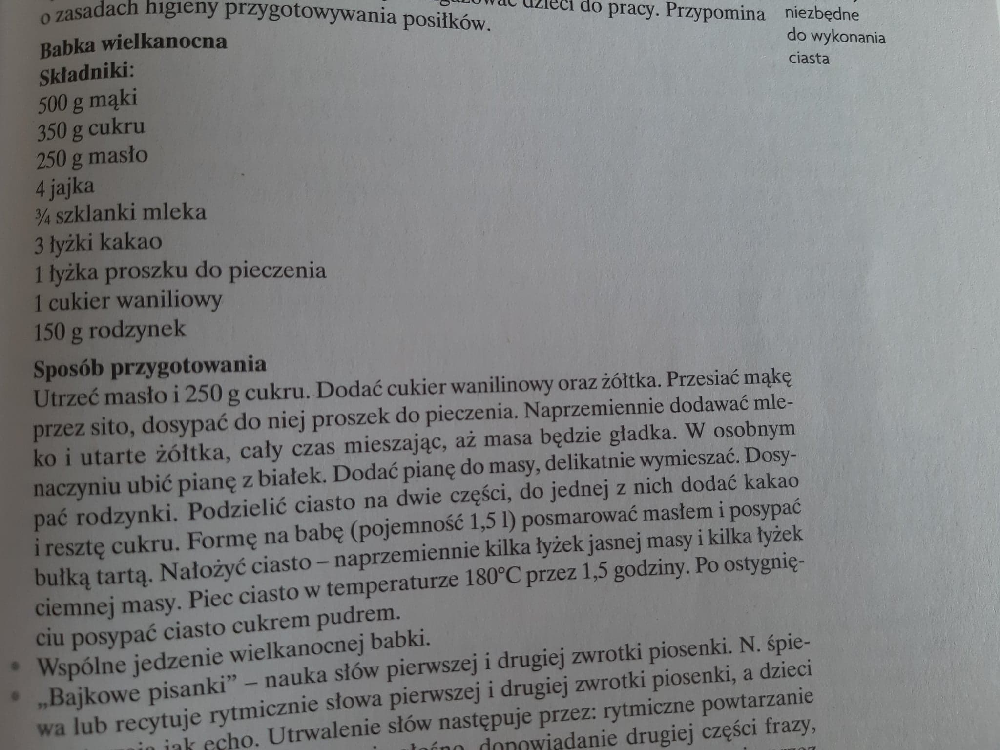 dzieci do pracy. Przypomina
o zasadach higieny przygotowywania posiłków.
niezbędne
do wykonania
ciasta
Babka wielkanocna
Składniki:
500 g mąki
350 g cukru
250 g masło
4 jajka
¾ szklanki mleka
3 łyżki kakao
1 łyżka proszku do pieczenia
1 cukier waniliowy
150 g rodzynek
Sposób przygotowania
Utrzeć masło i 250 g cukru. Dodać cukier wanilinowy oraz żółtka. Przesiać mąkę
przez sito, dosypać do niej proszek do pieczenia. Naprzemiennie dodawać mle-
ko i utarte żółtka, cały czas mieszając, aż masa będzie gładka. W osobnym
naczyniu ubić pianę z białek. Dodać pianę do masy, delikatnie wymieszać. Dosy-
pać rodzynki. Podzielić ciasto na dwie części, do jednej z nich dodać kakao
i resztę cukru. Formę na babę (pojemność 1,5 l) posmarować masłem i posypać
bułką tartą. Nałożyć ciasto – naprzemiennie kilka łyżek jasnej masy i kilka łyżek
ciemnej masy. Piec ciasto w temperaturze 180°C przez 1,5 godziny. Po ostygnię-
ciu posypać ciasto cukrem pudrem.
• Wspólne jedzenie wielkanocnej babki.
• „Bajkowe pisanki” – nauka słów pierwszej i drugiej zwrotki piosenki. N. śpie-
wa lub recytuje rytmicznie słowa pierwszej i drugiej zwrotki piosenki, a dzieci
jak echo. Utrwalenie słów następuje przez: rytmiczne powtarzanie
dopowiadanie drugiej części frazy,